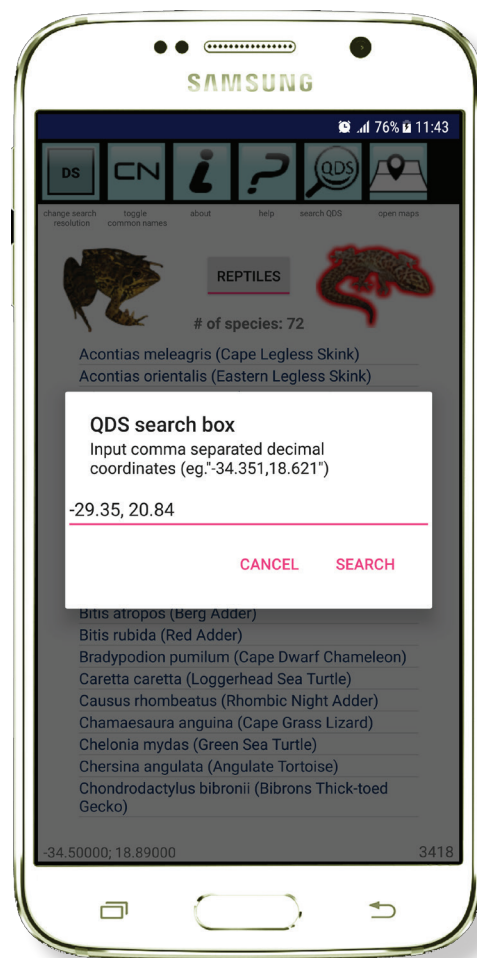 SAMSUNG
76% 11:43
DS
CN
i
?
QDS
change search
resolution
toggle
common names
about
help
search QDS
open maps
REPTILES
# of species: 72
Acontias meleagris (Cape Legless Skink)
Acontias orientalis (Eastern Legless Skink)
QDS search box
Input comma separated decimal
coordinates (eg."-34.351,18.621")
-29.35, 20.84
CANCEL
SEARCH
Bitis atropos (Berg Adder)
Bitis rubida (Red Adder)
Bradypodion pumilum (Cape Dwarf Chameleon)
Caretta caretta (Loggerhead Sea Turtle)
Causus rhombeatus (Rhombic Night Adder)
Chamaesaura anguina (Cape Grass Lizard)
Chelonia mydas (Green Sea Turtle)
Chersina angulata (Angulate Tortoise)
Chondrodactylus bibronii (Bibrons Thick-toed
Gecko)
-34.50000; 18.89000
3418